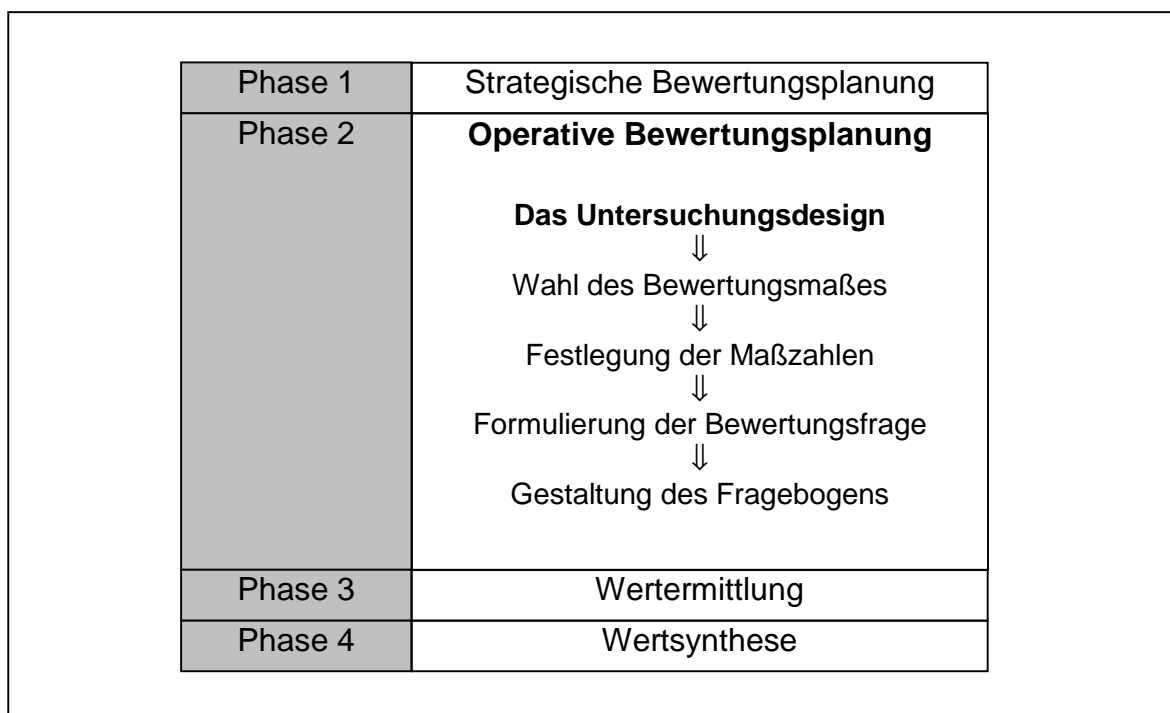 Phase 1 Strategische Bewertungsplanung
Phase 2 Operative Bewertungsplanung
Das Untersuchungsdesign
⇓
Wahl des Bewertungsmaßes
⇓
Festlegung der Maßzahlen
⇓
Formulierung der Bewertungsfrage
⇓
Gestaltung des Fragebogens
Phase 3 Wertermittlung
Phase 4 Wertsynthese